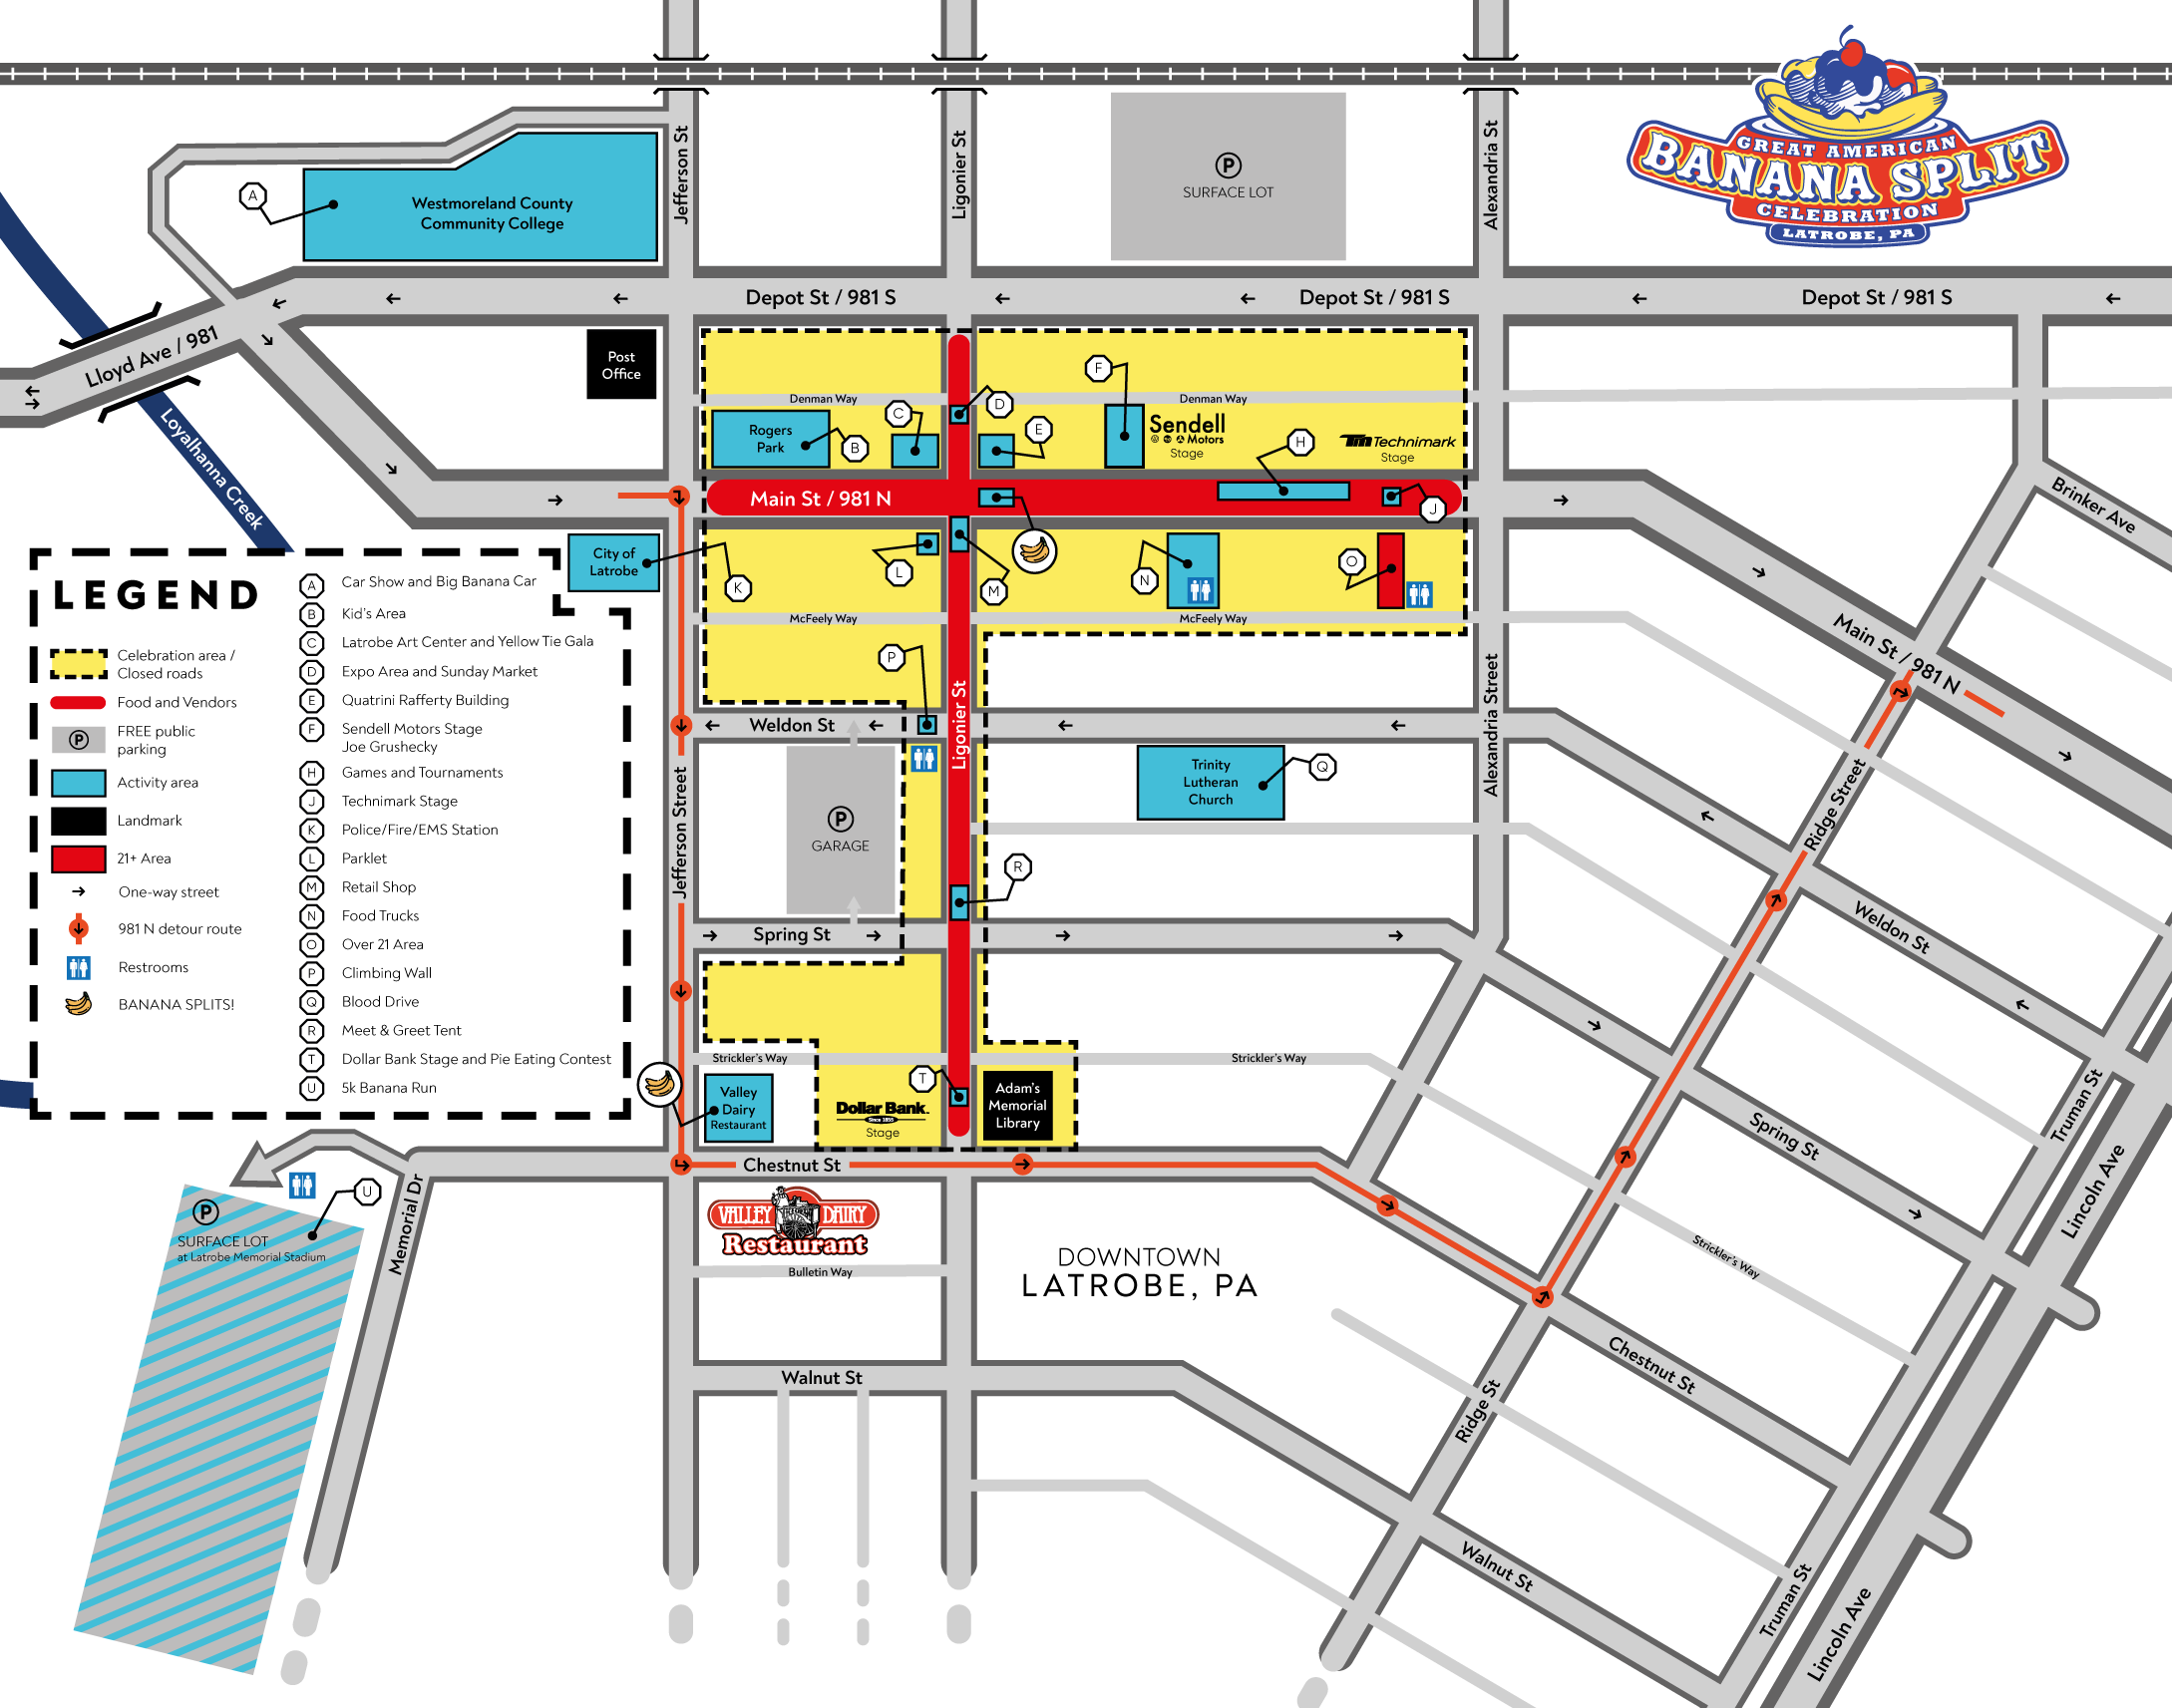 GREAT AMERICAN
BANANA SPLIT
CELEBRATION
LATROBE, PA
Jefferson St
Ligonier St
Alexandria St
P
SURFACE LOT
A
Westmoreland County
Community College
Depot St / 981 S
Depot St / 981 S
Depot St / 981 S
Lloyd Ave / 981
Loyalhanna Creek
Post
Office
Denman Way
Denman Way
Rogers
Park
B
C
D
E
F
Sendell
Motors
Stage
H
Technimark
Stage
Main St / 981 N
J
Brinker Ave
City of
Latrobe
K
L
M
N
O
McFeely Way
McFeely Way
Main St / 981 N
P
Weldon St
Ligonier St
Alexandria Street
Jefferson Street
P
GARAGE
Trinity
Lutheran
Church
Q
R
Ridge Street
Weldon St
Spring St
Strickler's Way
Strickler's Way
Valley
Dairy
Restaurant
T
Dollar Bank
Since 1855
Stage
Adam's
Memorial
Library
Truman St
Spring St
Lincoln Ave
Chestnut St
VALLEY DAIRY
Restaurant
Strickler's Way
DOWNTOWN
LATROBE, PA
Bulletin Way
U
P
SURFACE LOT
at Latrobe Memorial Stadium
Memorial Dr
Walnut St
Chestnut St
Ridge St
Walnut St
Truman St
Lincoln Ave
LEGEND
Celebration area /
Closed roads
Food and Vendors
P
FREE public
parking
Activity area
Landmark
21+ Area
One-way street
981 N detour route
Restrooms
BANANA SPLITS!
A Car Show and Big Banana Car
B Kid's Area
C Latrobe Art Center and Yellow Tie Gala
D Expo Area and Sunday Market
E Quatrini Rafferty Building
F Sendell Motors Stage
Joe Grushecky
H Games and Tournaments
J Technimark Stage
K Police/Fire/EMS Station
L Parklet
M Retail Shop
N Food Trucks
O Over 21 Area
P Climbing Wall
Q Blood Drive
R Meet & Greet Tent
T Dollar Bank Stage and Pie Eating Contest
U 5k Banana Run